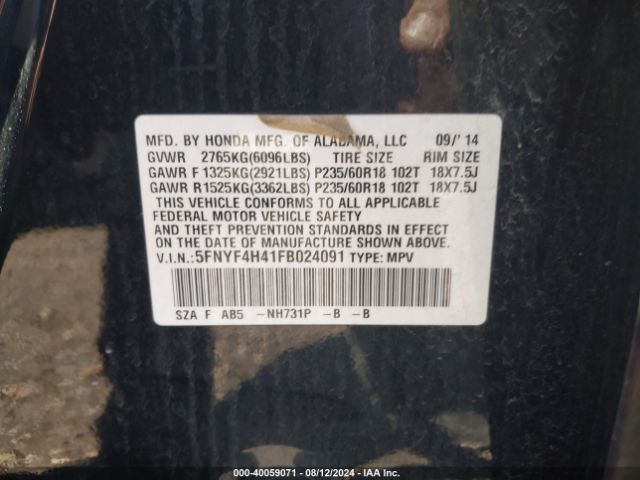 MFD. BY HONDA MFG. OF ALABAMA, LLC 09/'14
GVWR 2765KG(6096LBS) TIRE SIZE RIM SIZE
GAWR F 1325KG(2921LBS) P235/60R18 102T 18X7.5J
GAWR R 1525KG(3362LBS) P235/60R18 102T 18X7.5J
THIS VEHICLE CONFORMS TO ALL APPLICABLE
FEDERAL MOTOR VEHICLE SAFETY
AND THEFT PREVENTION STANDARDS IN EFFECT
ON THE DATE OF MANUFACTURE SHOWN ABOVE.
V.I.N.:5FNYF4H41FB024091 TYPE: MPV
SZA F AB5 -NH731P -B -B
000-40059071 - 08/12/2024 - IAA Inc.